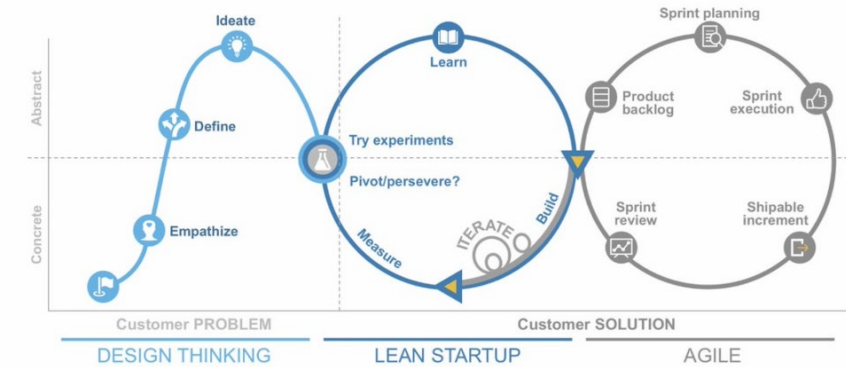 Ideate
Define
Empathize
Abstract
Concrete
Learn
Try experiments
Pivot/persevere?
Measure
ITERATE
Build
Sprint planning
Product
backlog
Sprint
execution
Sprint
review
Shipable
increment
Customer PROBLEM
Customer SOLUTION
DESIGN THINKING
LEAN STARTUP
AGILE